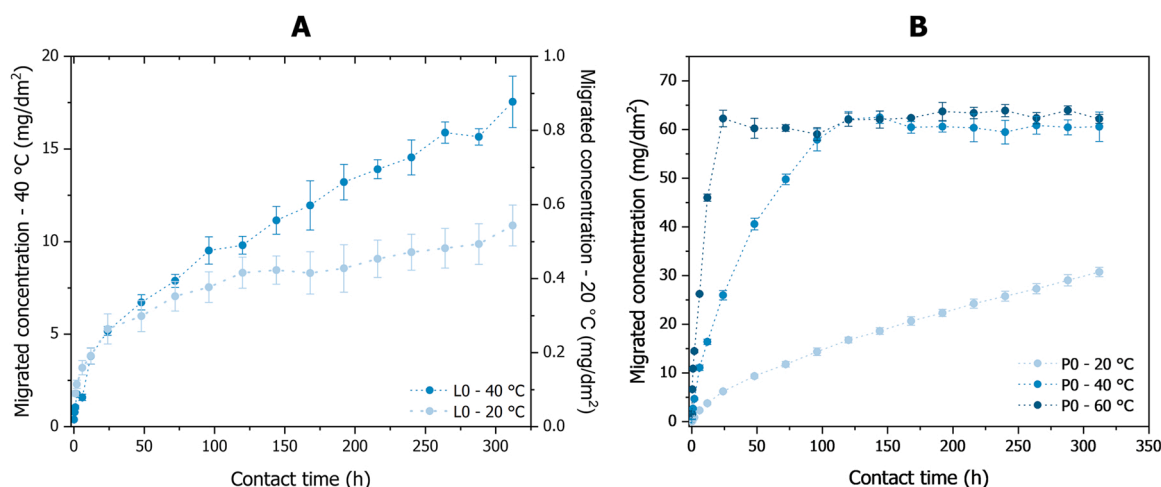 A
Migrated concentration - 40 °C (mg/dm²)
20
15
10
5
0
1.0
0.8
0.6
0.4
0.2
0.0
Migrated concentration - 20 °C (mg/dm²)
L0 - 40 °C
L0 - 20 °C
0 50 100 150 200 250 300
Contact time (h)
B
Migrated concentration (mg/dm²)
70
60
50
40
30
20
10
0
P0 - 20 °C
P0 - 40 °C
P0 - 60 °C
0 50 100 150 200 250 300 350
Contact time (h)